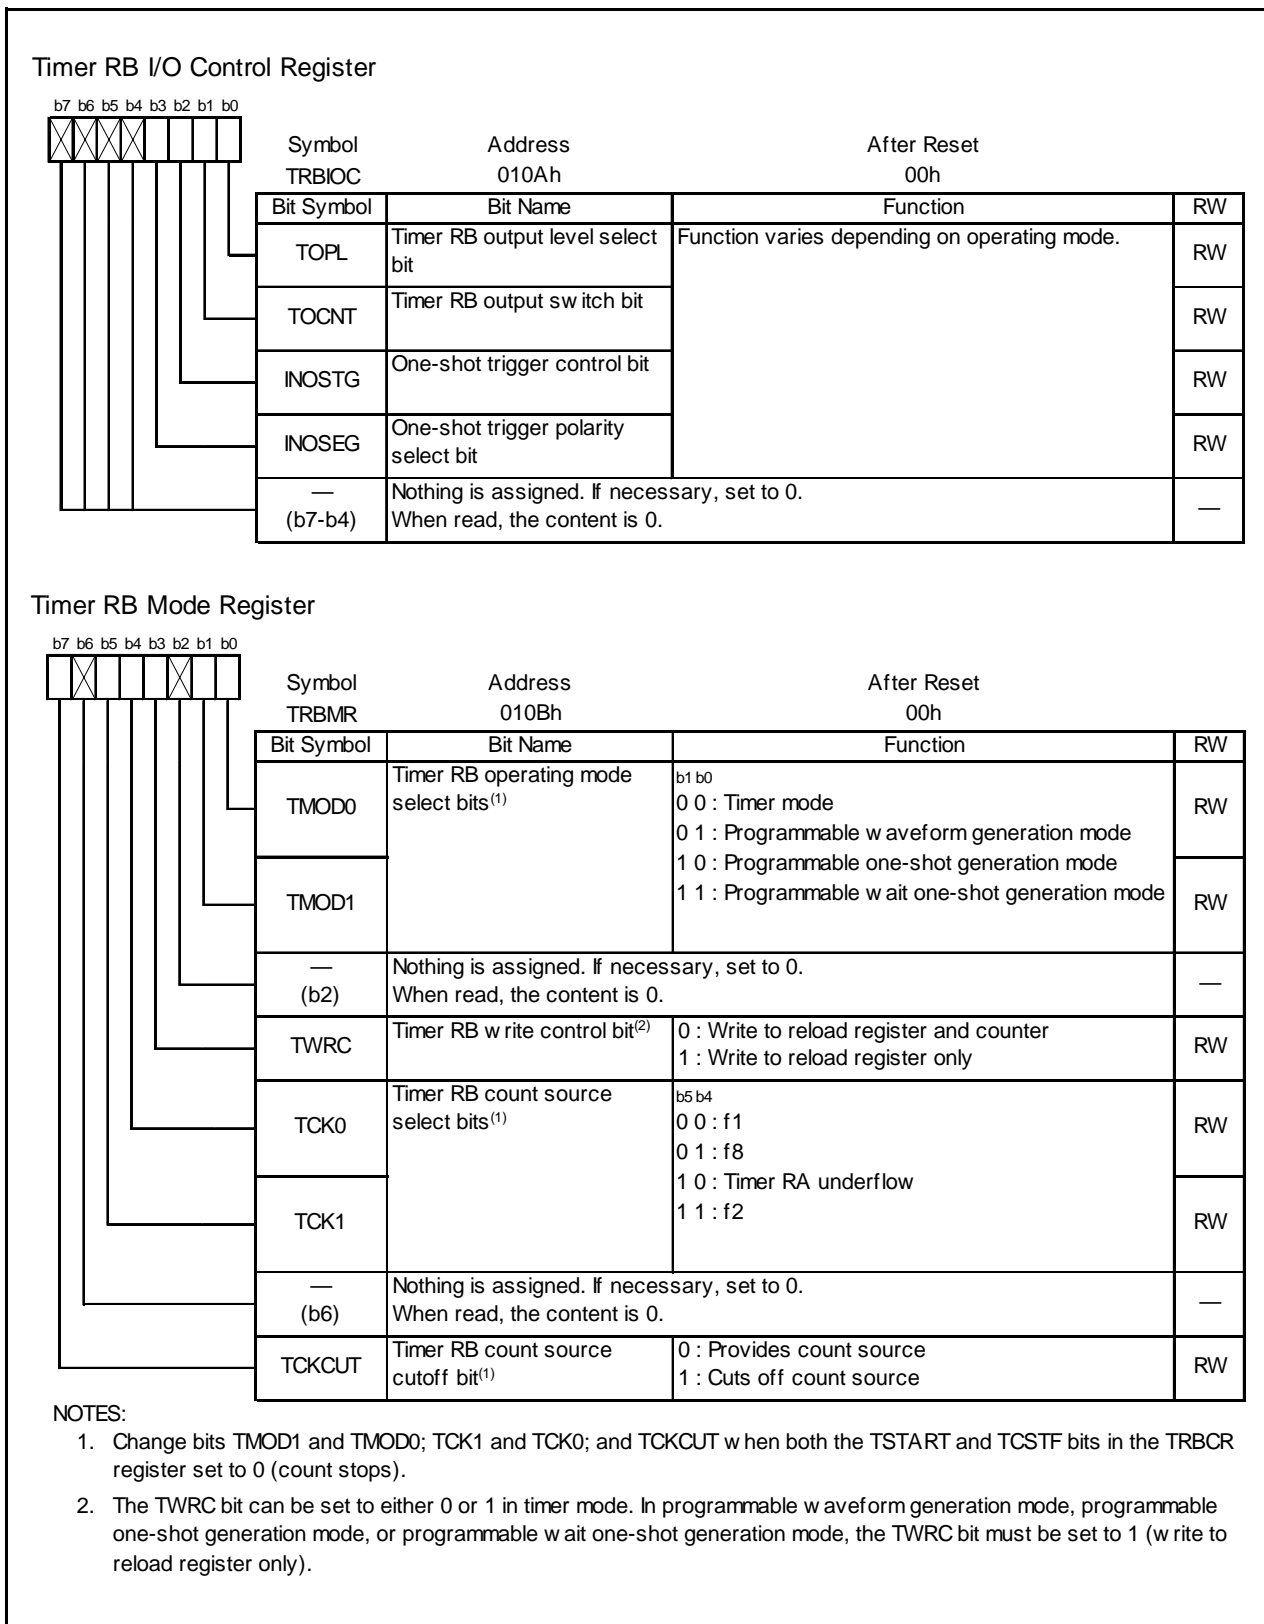 Timer RB I/O Control Register
b7 b6 b5 b4 b3 b2 b1 b0
Symbol Address After Reset
TRBIOC 010Ah 00h
Bit Symbol Bit Name Function RW
TOPL Timer RB output level select bit Function varies depending on operating mode. RW
TOCNT Timer RB output switch bit RW
INOSTG One-shot trigger control bit RW
INOSEG One-shot trigger polarity select bit RW
— (b7-b4) Nothing is assigned. If necessary, set to 0.
When read, the content is 0. —
Timer RB Mode Register
b7 b6 b5 b4 b3 b2 b1 b0
Symbol Address After Reset
TRBMR 010Bh 00h
Bit Symbol Bit Name Function RW
TMOD0 Timer RB operating mode select bits(1) b1 b0
0 0 : Timer mode RW
0 1 : Programmable waveform generation mode
1 0 : Programmable one-shot generation mode
TMOD1 1 1 : Programmable wait one-shot generation mode RW
— (b2) Nothing is assigned. If necessary, set to 0.
When read, the content is 0. —
TWRC Timer RB write control bit(2) 0 : Write to reload register and counter
1 : Write to reload register only RW
TCK0 Timer RB count source select bits(1) b5 b4
0 0 : f1 RW
0 1 : f8
1 0 : Timer RA underflow
TCK1 1 1 : f2 RW
— (b6) Nothing is assigned. If necessary, set to 0.
When read, the content is 0. —
TCKCUT Timer RB count source cutoff bit(1) 0 : Provides count source
1 : Cuts off count source RW
NOTES:
1. Change bits TMOD1 and TMOD0; TCK1 and TCK0; and TCKCUT when both the TSTART and TCSTF bits in the TRBCR
register set to 0 (count stops).
2. The TWRC bit can be set to either 0 or 1 in timer mode. In programmable waveform generation mode, programmable
one-shot generation mode, or programmable wait one-shot generation mode, the TWRC bit must be set to 1 (write to
reload register only).